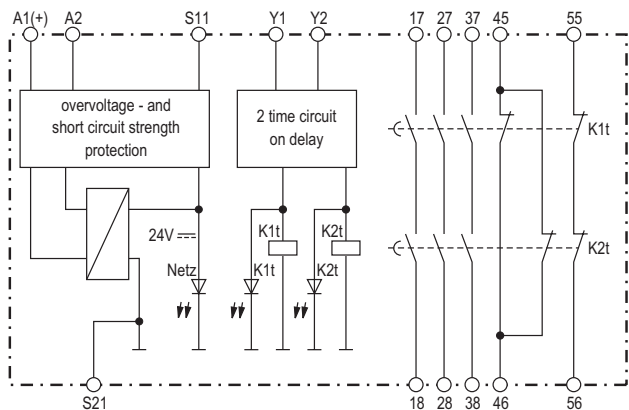 A1(+) A2 S11 Y1 Y2 17 27 37 45 55
overvoltage - and
short circuit strength
protection
2 time circuit
on delay
K1t
24V
K1t K2t
K2t
Netz K1t K2t
S21 18 28 38 46 56